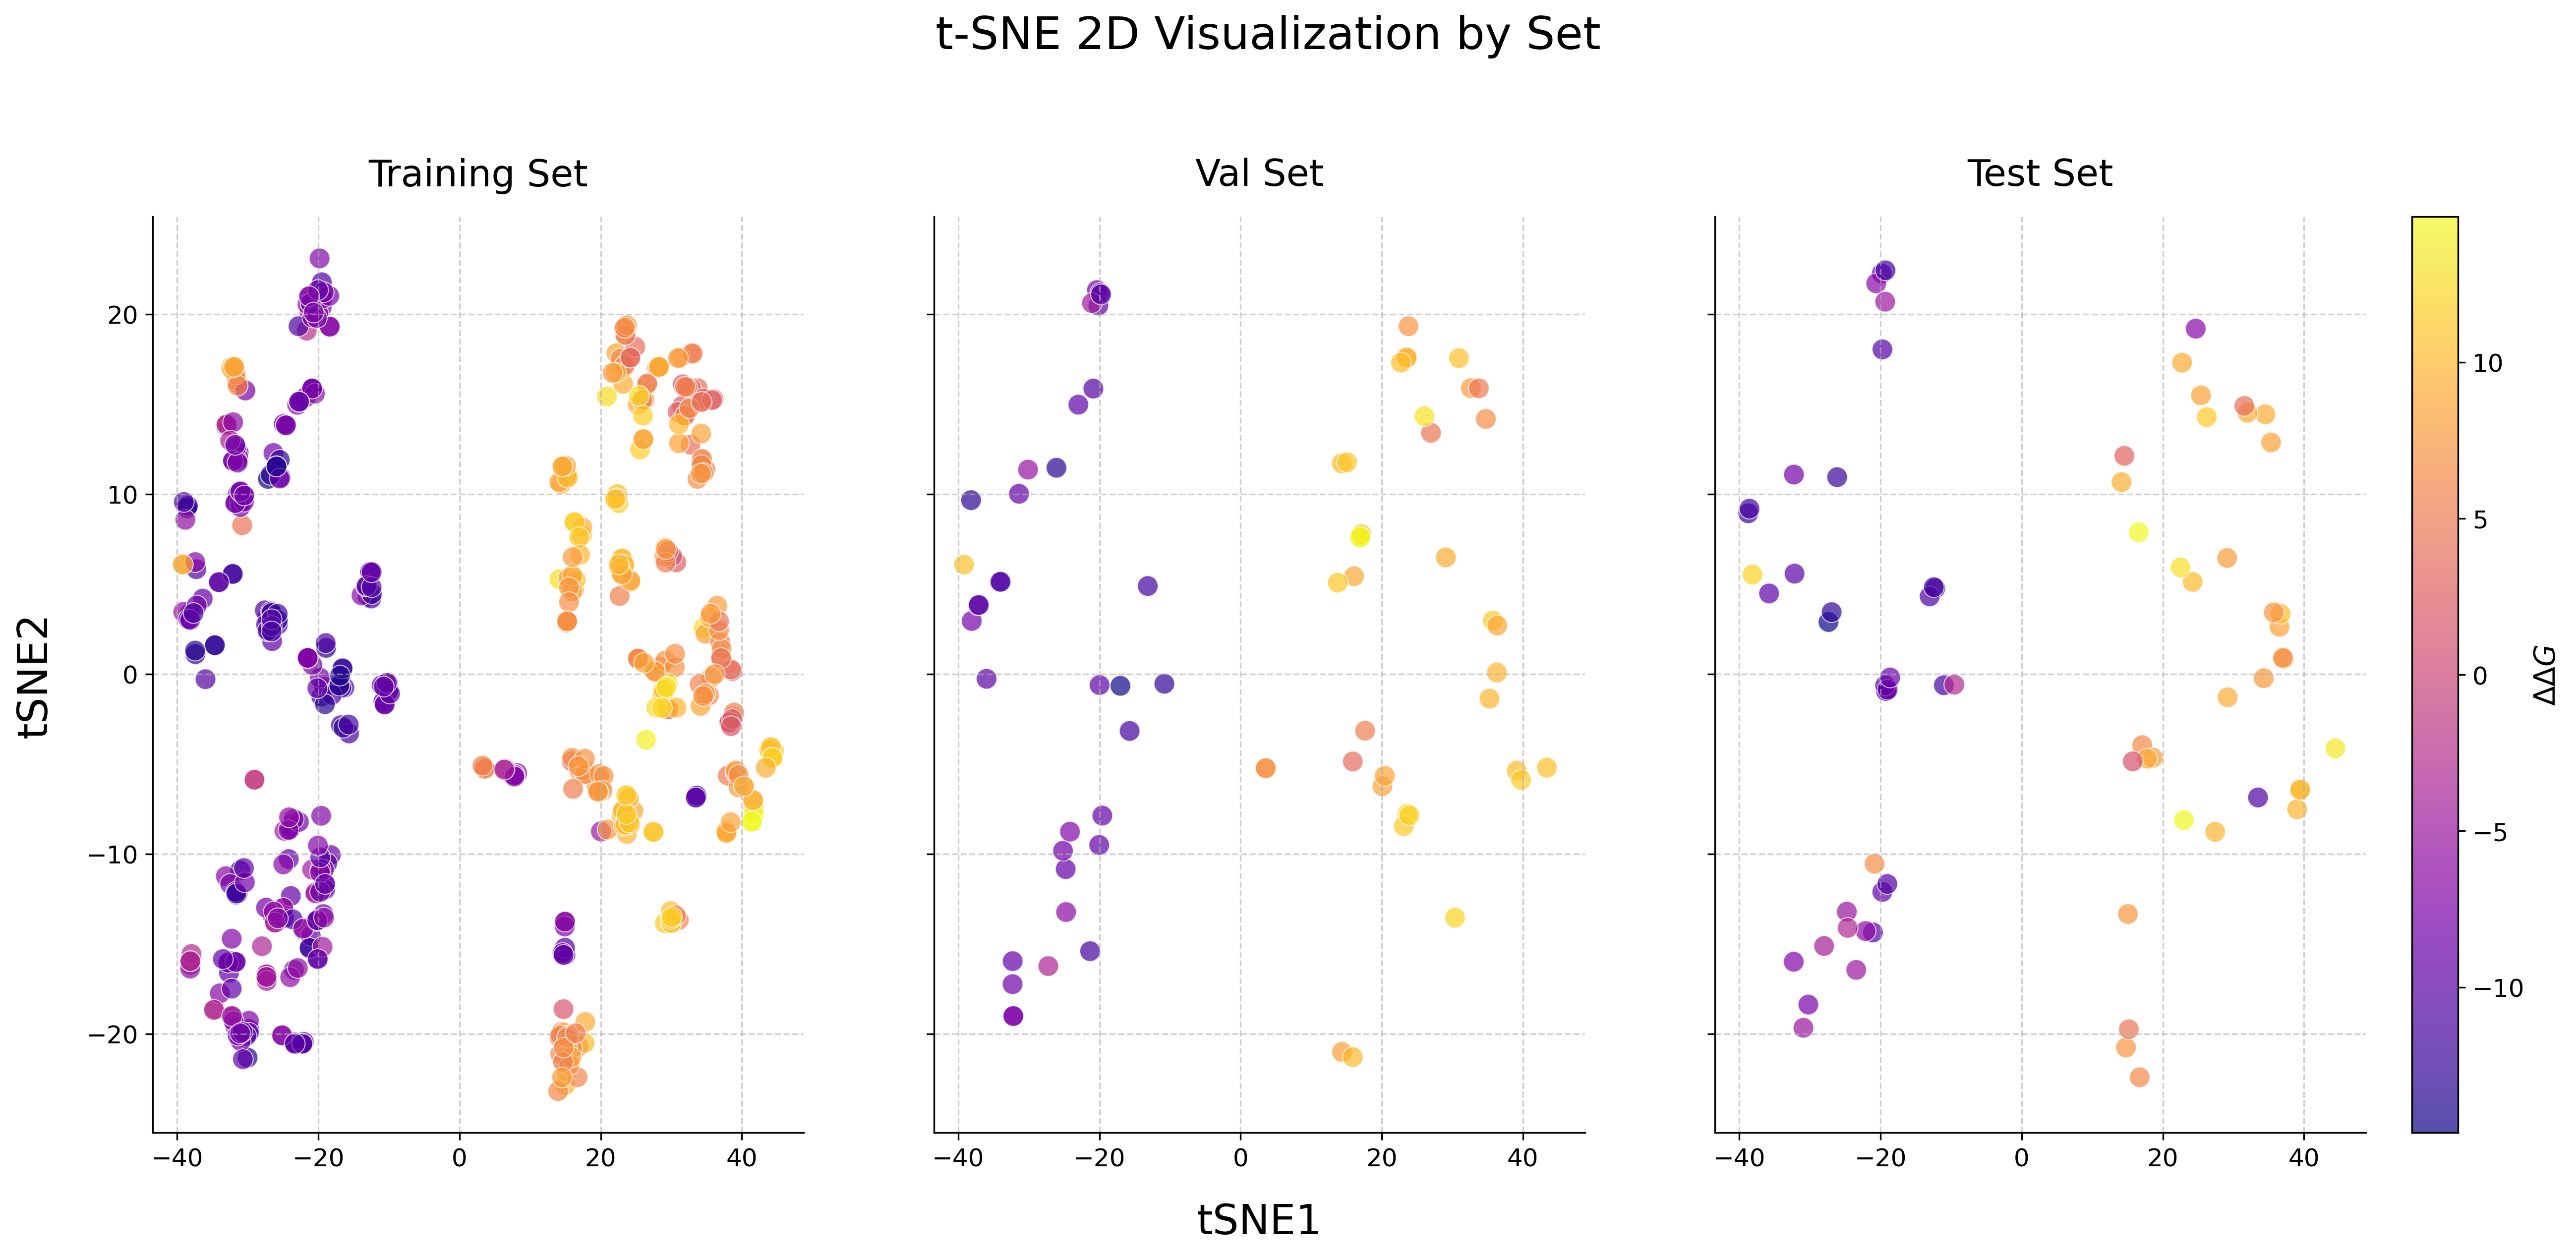 t-SNE 2D Visualization by Set
Training Set
Val Set
Test Set
20
10
0
−10
−20
tSNE2
−40 −20 0 20 40
−40 −20 0 20 40
−40 −20 0 20 40
tSNE1
10
5
0
−5
−10
ΔΔG